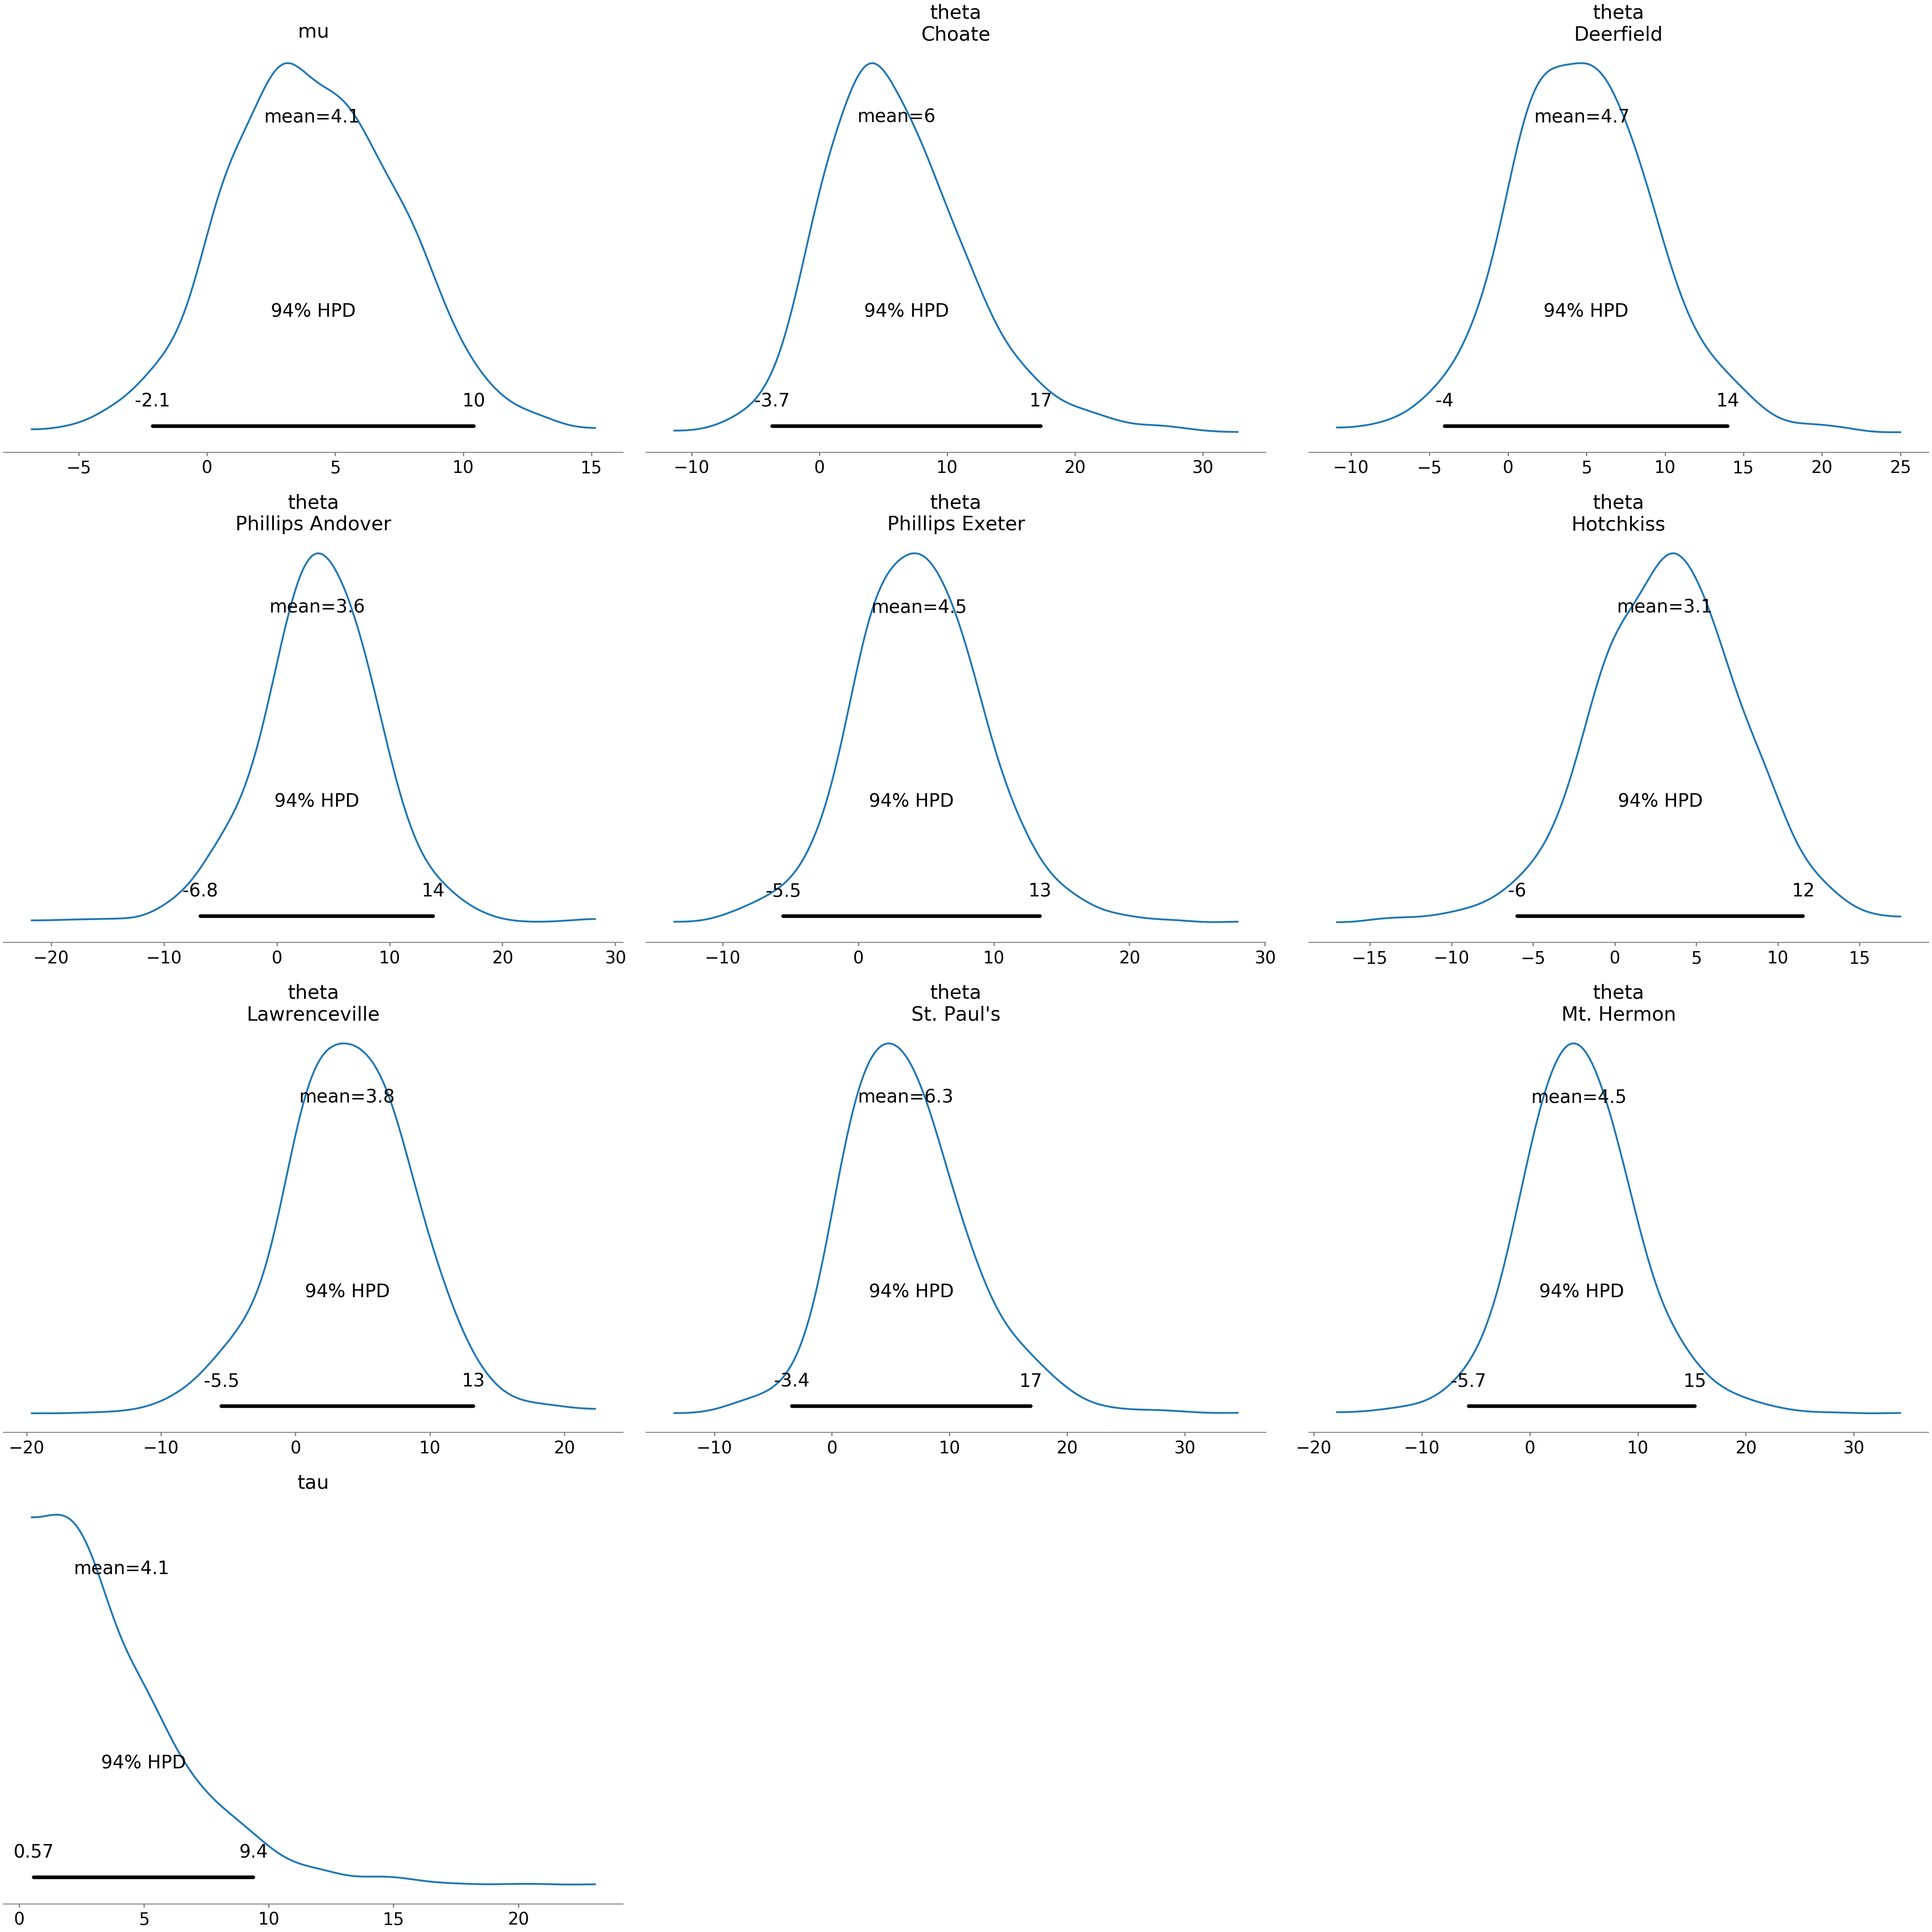 mu
mean=4.1
94% HPD
-2.1 10
−5 0 5 10 15
theta
Choate
mean=6
94% HPD
-3.7 17
−10 0 10 20 30
theta
Deerfield
mean=4.7
94% HPD
-4 14
−10 −5 0 5 10 15 20 25
theta
Phillips Andover
mean=3.6
94% HPD
-6.8 14
−20 −10 0 10 20 30
theta
Phillips Exeter
mean=4.5
94% HPD
-5.5 13
−10 0 10 20 30
theta
Hotchkiss
mean=3.1
94% HPD
-6 12
−15 −10 −5 0 5 10 15
theta
Lawrenceville
mean=3.8
94% HPD
-5.5 13
−20 −10 0 10 20
theta
St. Paul's
mean=6.3
94% HPD
-3.4 17
−10 0 10 20 30
theta
Mt. Hermon
mean=4.5
94% HPD
-5.7 15
−20 −10 0 10 20 30
tau
mean=4.1
94% HPD
0.57 9.4
0 5 10 15 20